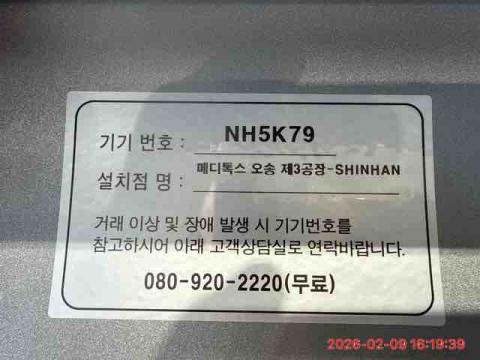 기기 번호 : NH5K79
설치점 명 : 메디톡스 오송 제3공장-SHINHAN
거래 이상 및 장애 발생 시 기기번호를
참고하시어 아래 고객상담실로 연락바랍니다.
080-920-2220(무료)
2026-02-09 16:19:39